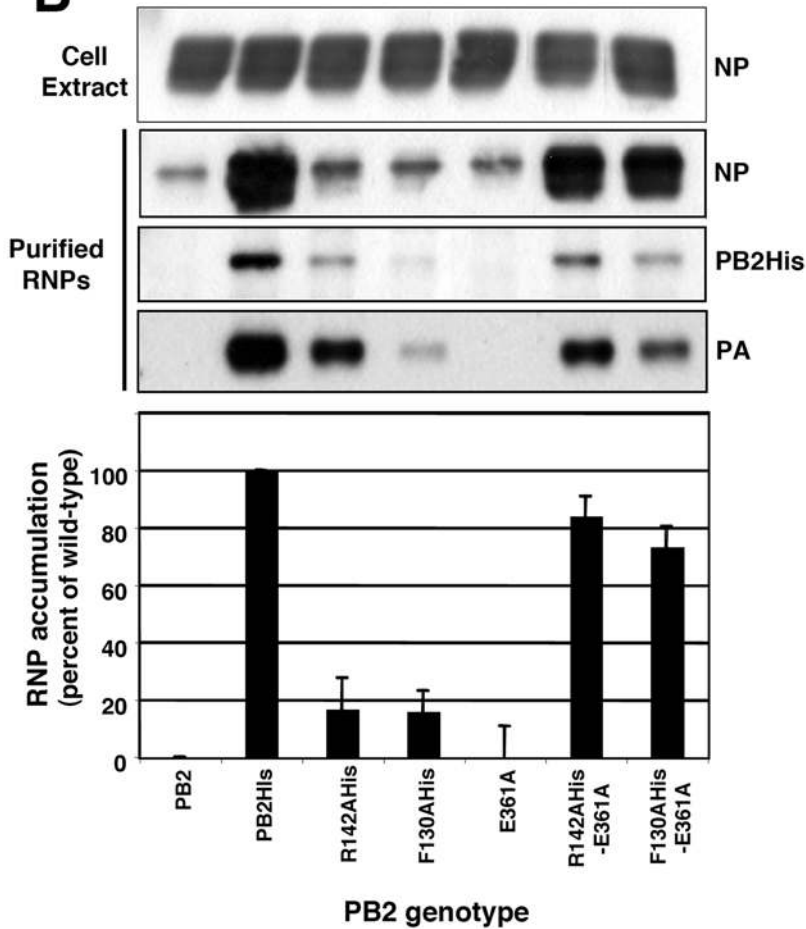 B
Cell
Extract
NP
Purified
RNPs
NP
PB2His
PA
RNP accumulation
(percent of wild-type)
100
80
60
40
20
0
PB2
PB2His
R142AHis
F130AHis
E361A
R142AHis
-E361A
F130AHis
-E361A
PB2 genotype